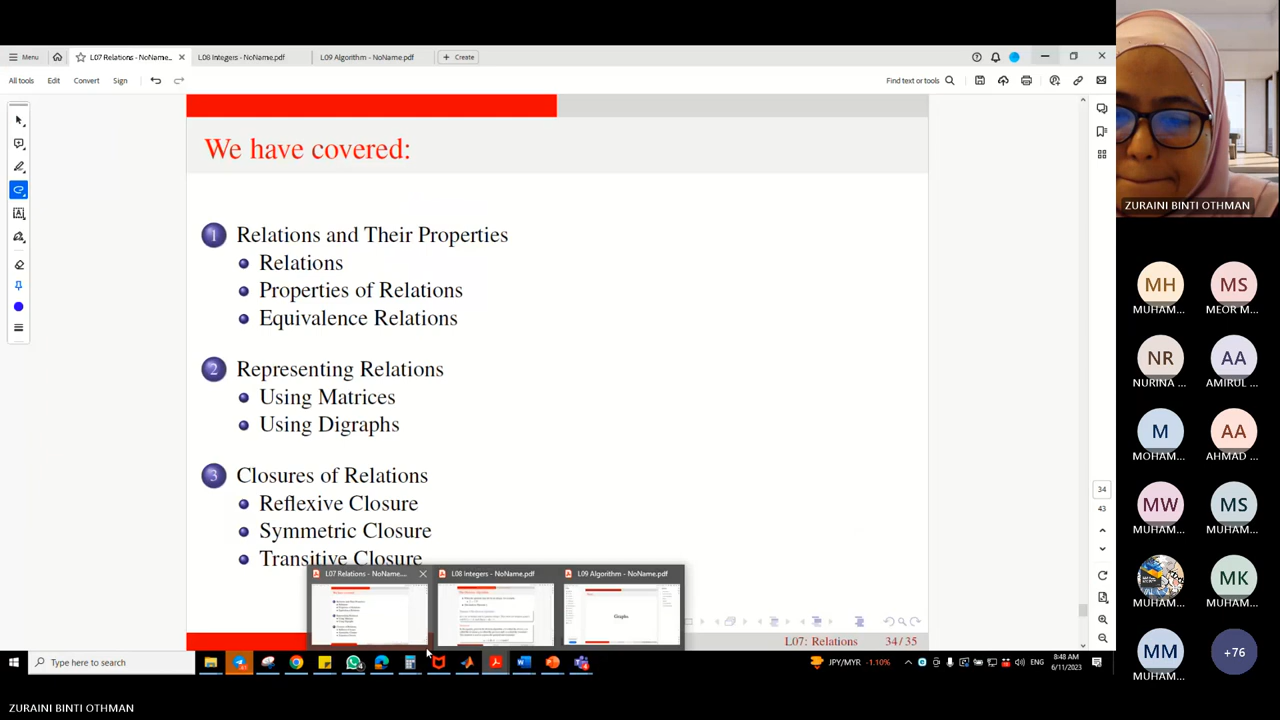 Menu
L07 Relations - NoName...
L08 Integers - NoName.pdf
L09 Algorithm - NoName.pdf
Create
All tools
Edit
Convert
Sign
Find text or tools
We have covered:
1 Relations and Their Properties
Relations
Properties of Relations
Equivalence Relations
2 Representing Relations
Using Matrices
Using Digraphs
3 Closures of Relations
Reflexive Closure
Symmetric Closure
Transitive Closure
L07 Relations - NoName....
L08 Integers - NoName.pdf
L09 Algorithm - NoName.pdf
Graphs
L07: Relations
34/35
34
43
Type here to search
JPY/MYR -1.10%
ENG
8:48 AM
6/11/2023
ZURAINI BINTI OTHMAN
MH
MUHAM...
MS
MEOR M...
NR
NURINA ...
AA
AMIRUL ...
M
MOHAM...
AA
AHMAD ...
MW
MUHAM...
MS
MUHAM...
MUHAM...
MK
MUHAM...
MM
MUHAM...
+76
ZURAINI BINTI OTHMAN